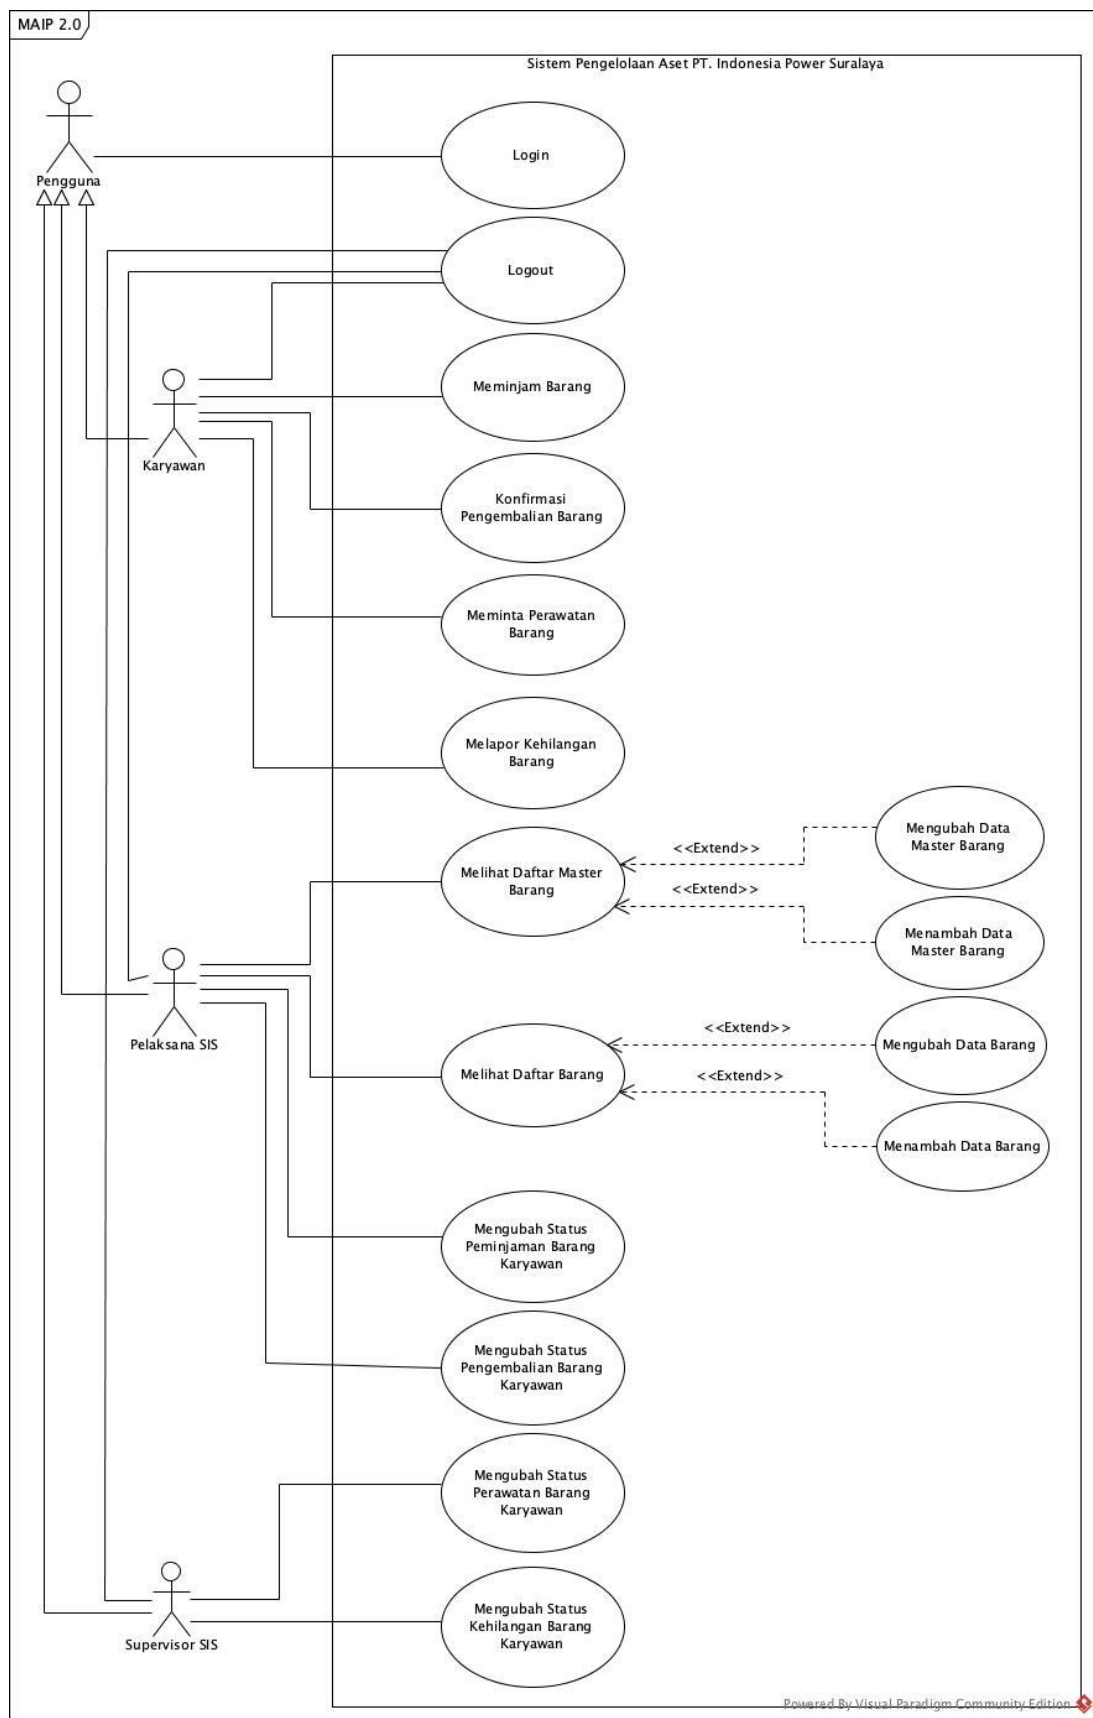 MAIP 2.0
Sistem Pengelolaan Aset PT. Indonesia Power Suralaya
Pengguna
Login
Logout
Meminjam Barang
Karyawan
Konfirmasi
Pengembalian Barang
Meminta Perawatan
Barang
Melapor Kehilangan
Barang
Melihat Daftar Master
Barang
<<Extend>>
Mengubah Data
Master Barang
<<Extend>>
Menambah Data
Master Barang
Pelaksana SIS
Melihat Daftar Barang
<<Extend>>
Mengubah Data Barang
<<Extend>>
Menambah Data Barang
Mengubah Status
Peminjaman Barang
Karyawan
Mengubah Status
Pengembalian Barang
Karyawan
Mengubah Status
Perawatan Barang
Karyawan
Mengubah Status
Kehilangan Barang
Karyawan
Supervisor SIS
Powered By Visual Paradigm Community Edition